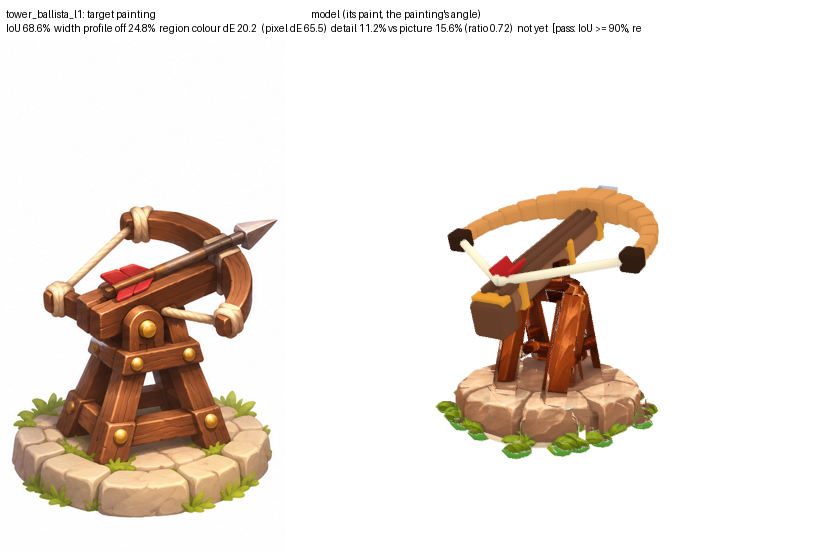 tower_ballista_l1: target painting
model (its paint, the painting's angle)
IoU 68.6% width profile off 24.8% region colour dE 20.2 (pixel dE 65.5) detail 11.2% vs picture 15.6% (ratio 0.72) not yet [pass: IoU >= 90%, re